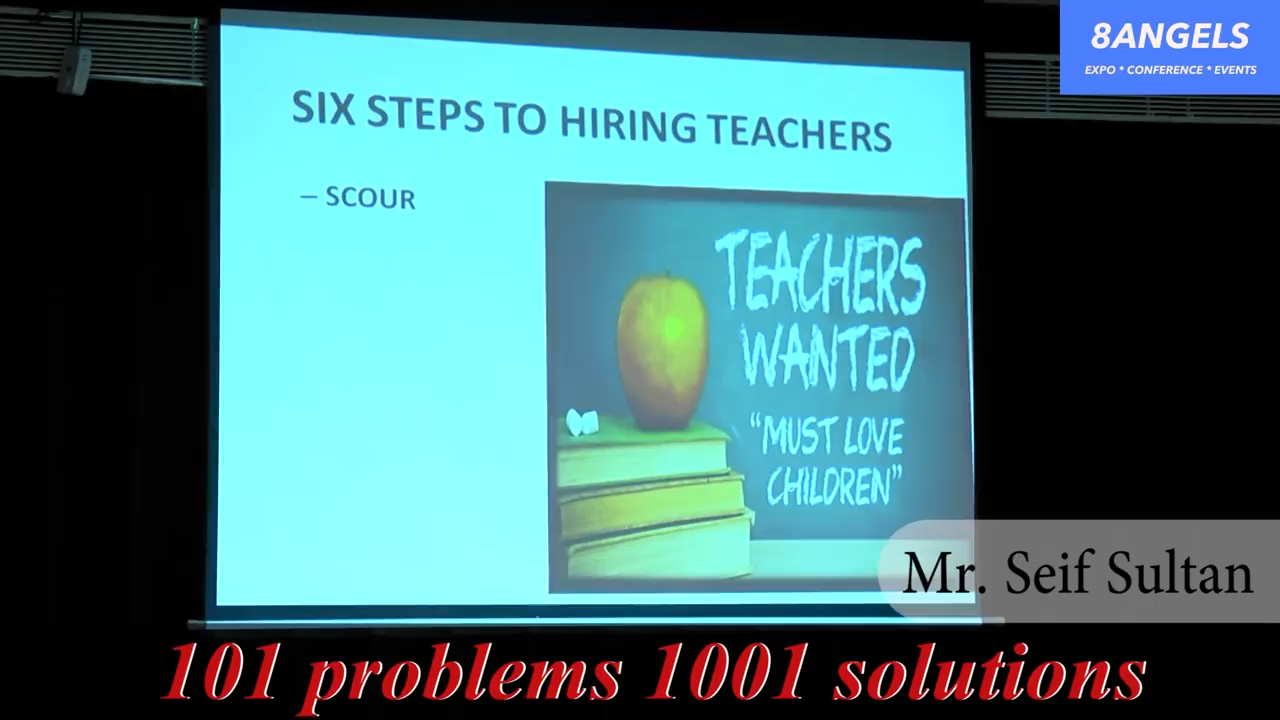 8ANGELS
EXPO * CONFERENCE * EVENTS
SIX STEPS TO HIRING TEACHERS
– SCOUR
TEACHERS
WANTED
“MUST LOVE
CHILDREN”
Mr. Seif Sultan
101 problems 1001 solutions